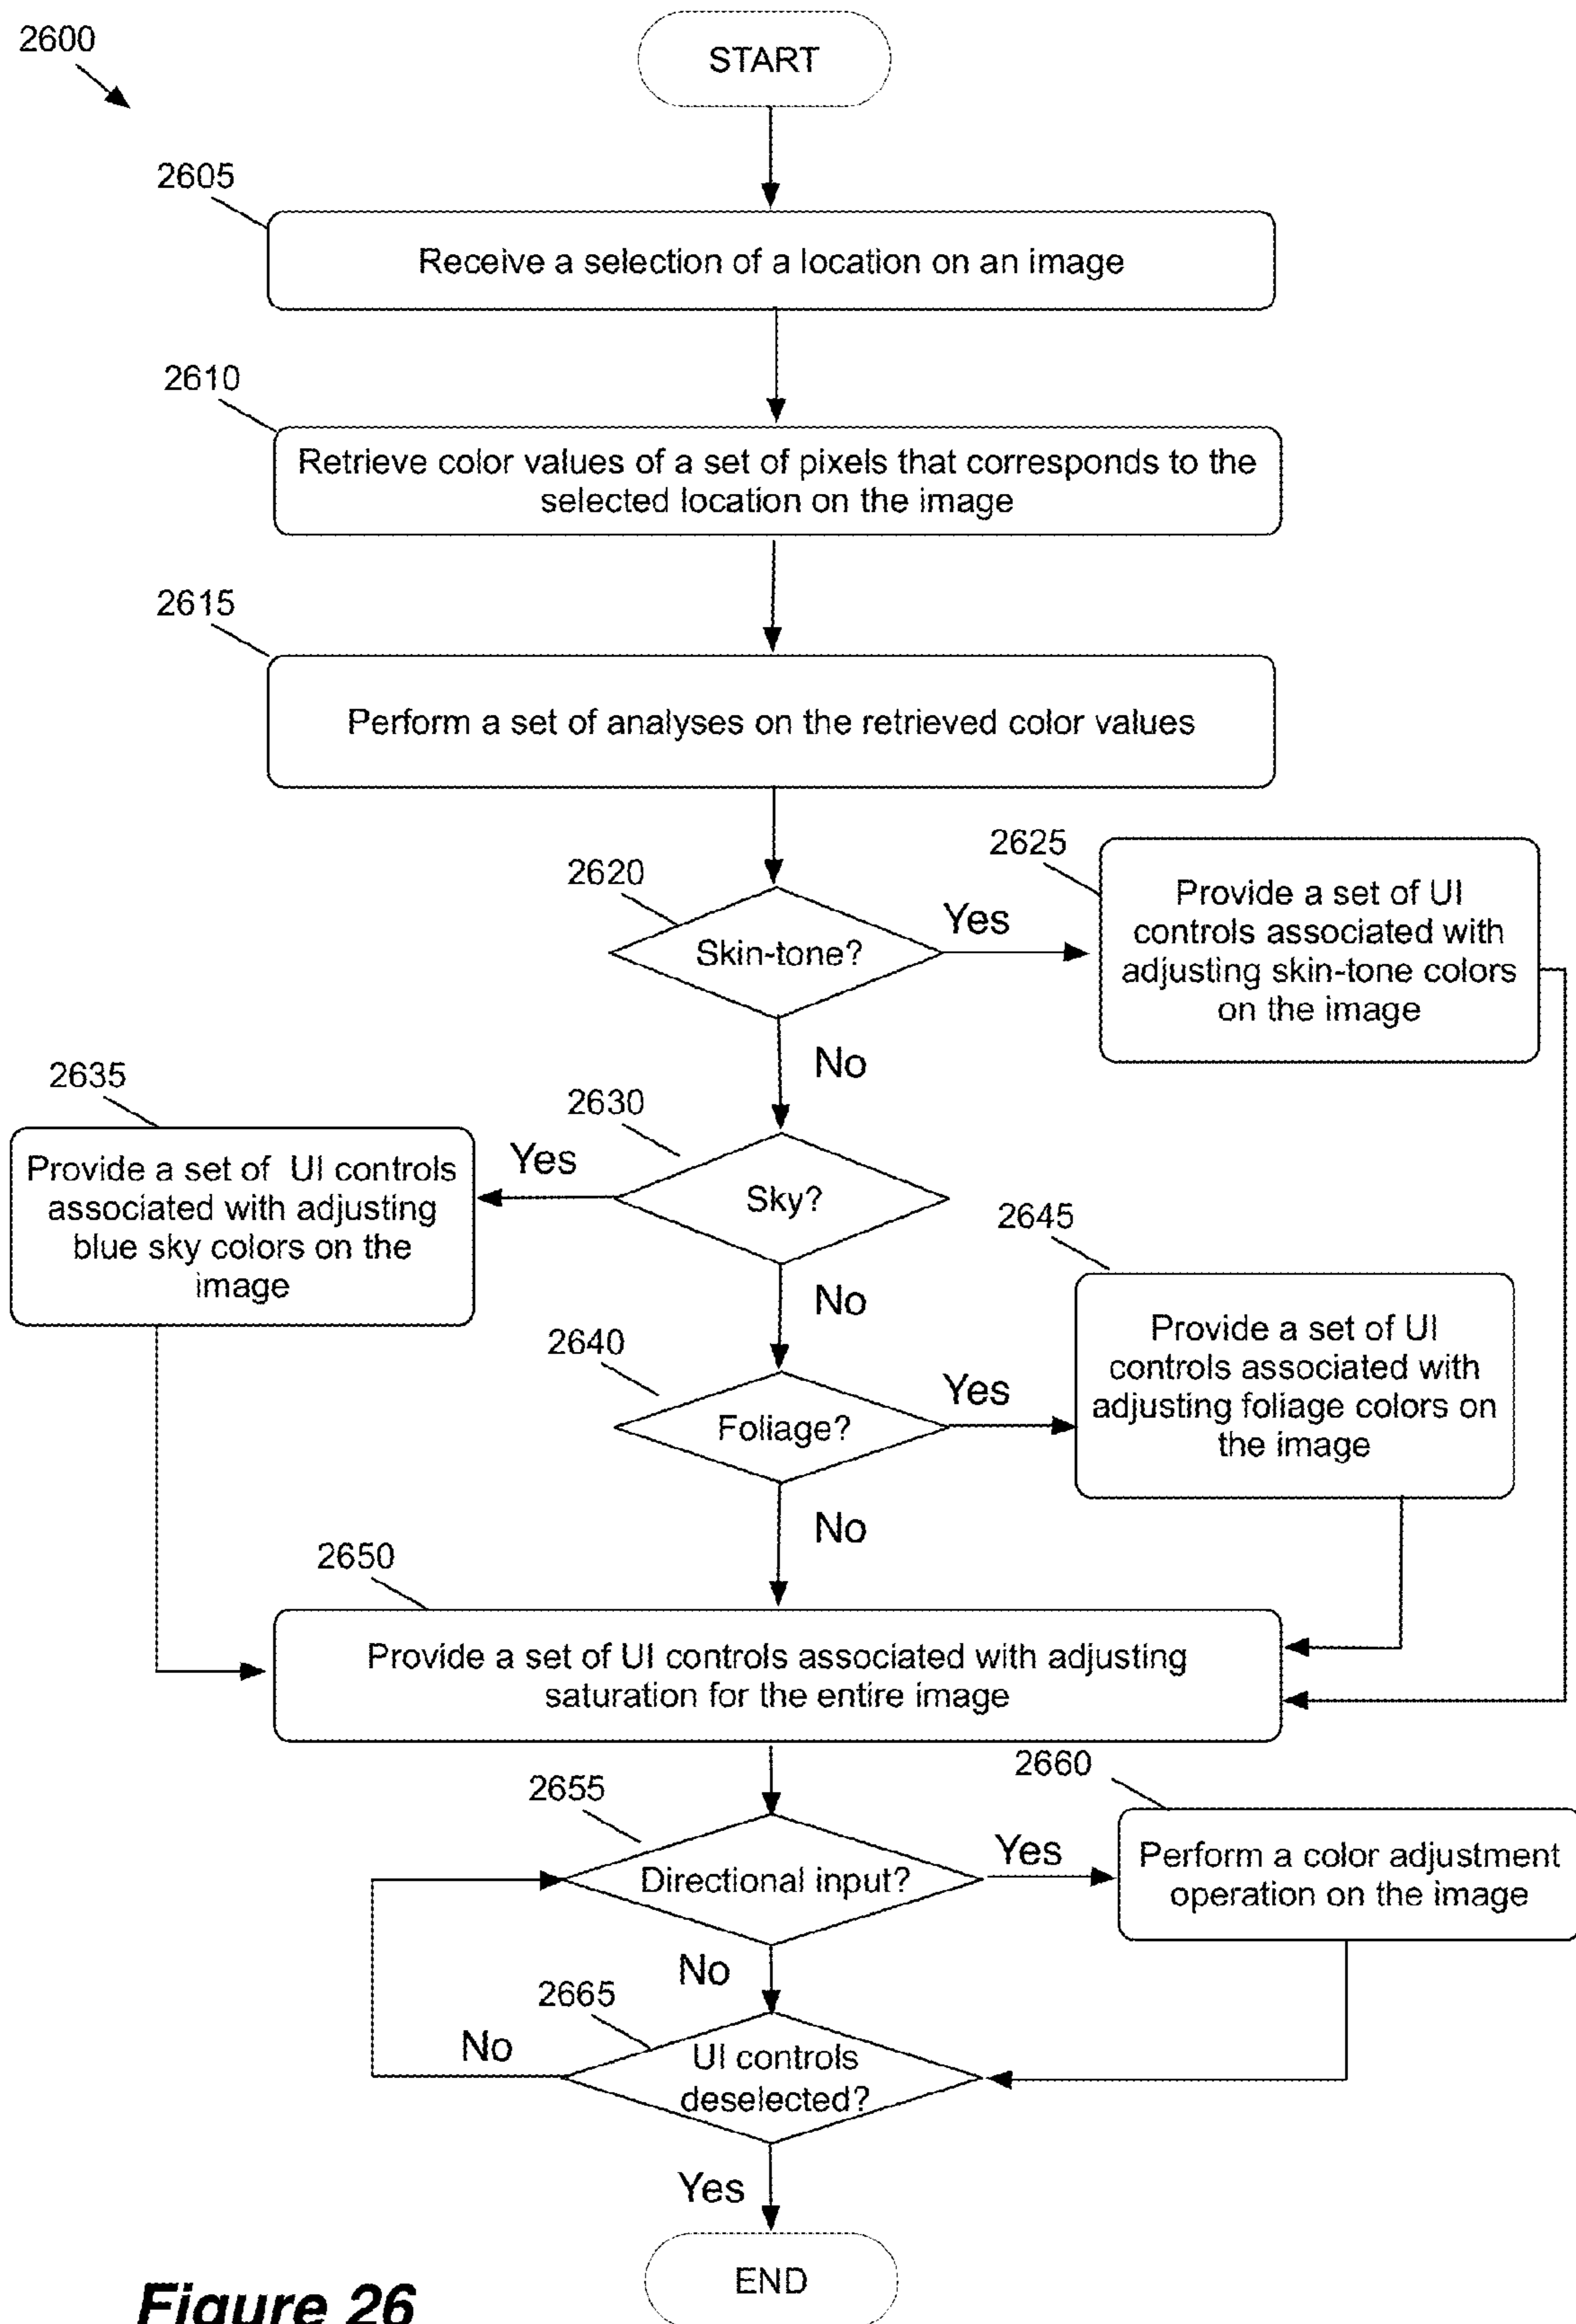 2600
START
2605
Receive a selection of a location on an image
2610
Retrieve color values of a set of pixels that corresponds to the
selected location on the image
2615
Perform a set of analyses on the retrieved color values
2620
Skin-tone?
Yes
2625
Provide a set of UI
controls associated with
adjusting skin-tone colors
on the image
No
2630
Sky?
Yes
2635
Provide a set of UI controls
associated with adjusting
blue sky colors on the
image
No
2640
Foliage?
Yes
2645
Provide a set of UI
controls associated with
adjusting foliage colors on
the image
No
2650
Provide a set of UI controls associated with adjusting
saturation for the entire image
2655
Directional input?
Yes
2660
Perform a color adjustment
operation on the image
No
2665
UI controls
deselected?
No
Yes
END
Figure 26